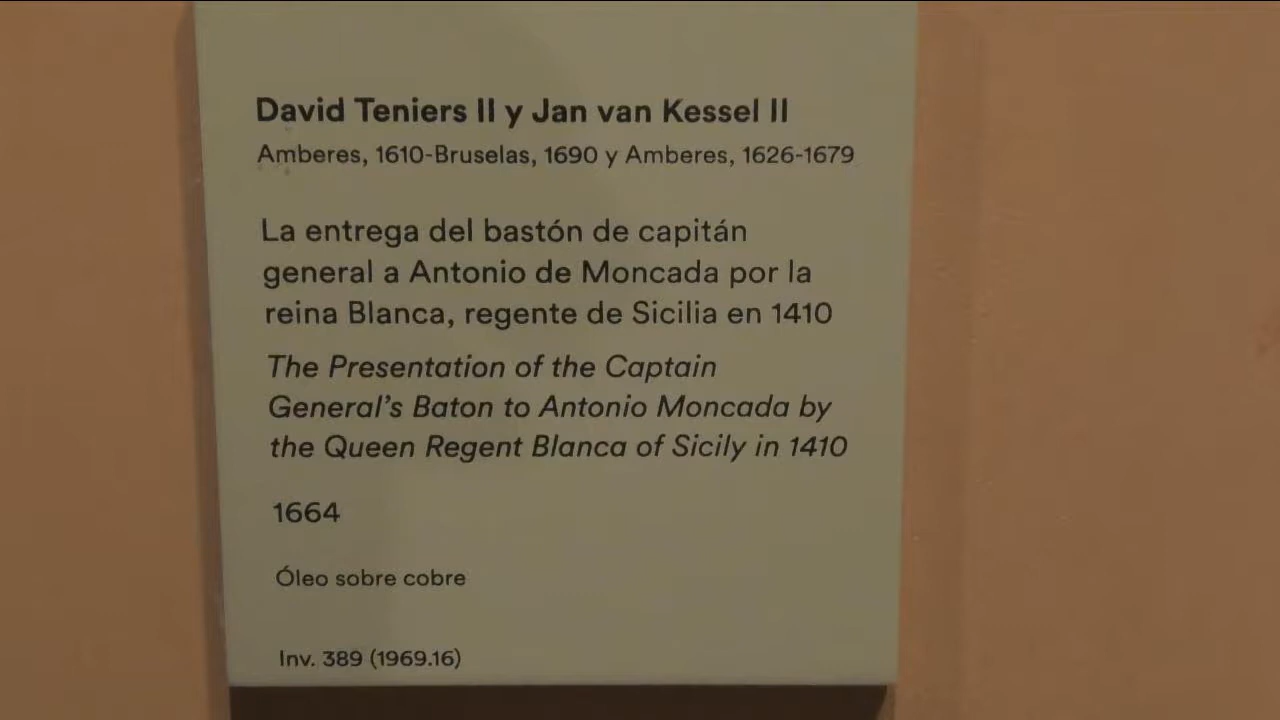 David Teniers II y Jan van Kessel II
Amberes, 1610-Bruselas, 1690 y Amberes, 1626-1679
La entrega del bastón de capitán
general a Antonio de Moncada por la
reina Blanca, regente de Sicilia en 1410
The Presentation of the Captain
General's Baton to Antonio Moncada by
the Queen Regent Blanca of Sicily in 1410
1664
Óleo sobre cobre
Inv. 389 (1969.16)